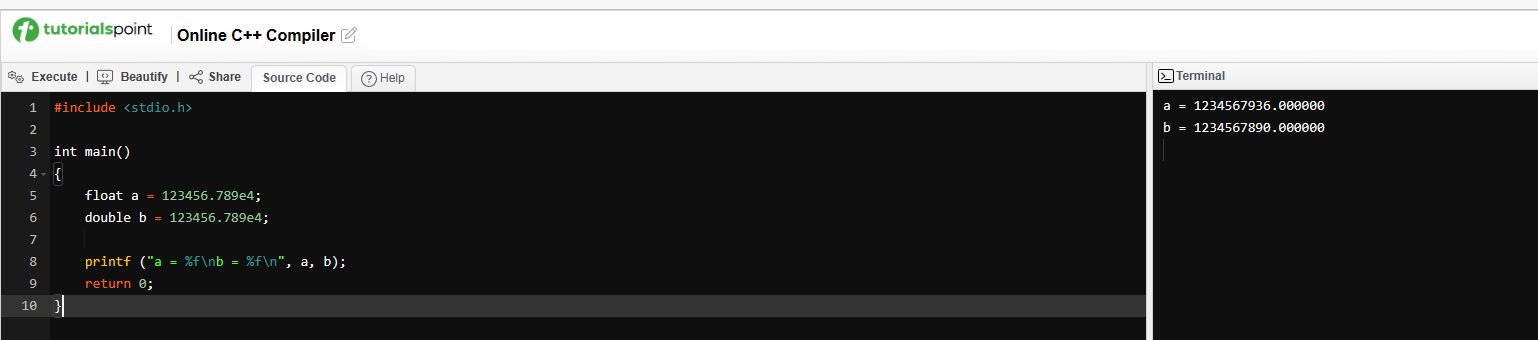 tutorialspoint
Online C++ Compiler
Execute | Beautify | Share Source Code Help
1 #include <stdio.h>
2
3 int main()
4 {
5 float a = 123456.789e4;
6 double b = 123456.789e4;
7
8 printf ("a = %f\nb = %f\n", a, b);
9 return 0;
10 }
Terminal
a = 1234567936.000000
b = 1234567890.000000